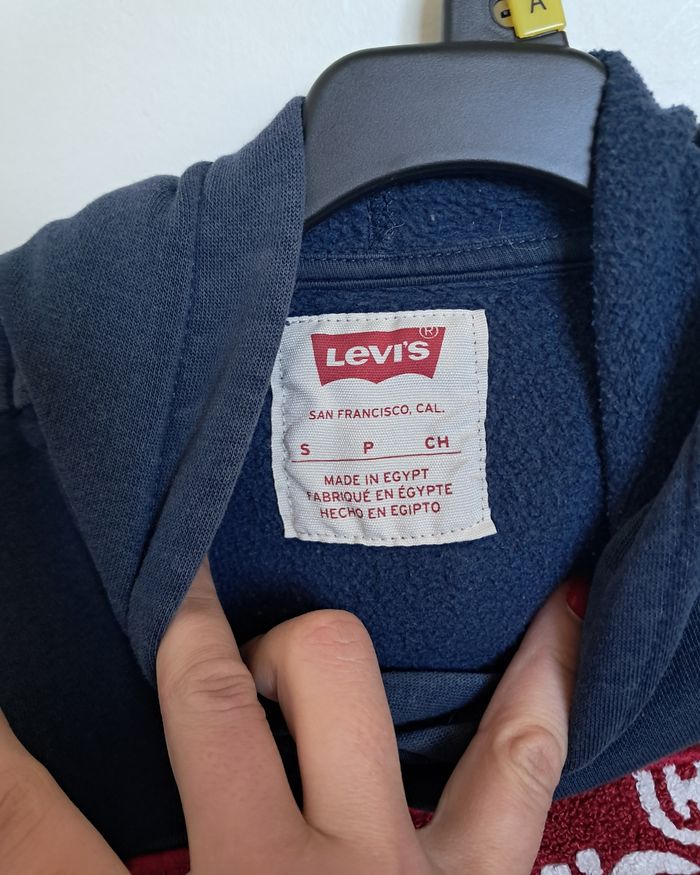 A
LEVI'S®
SAN FRANCISCO, CAL.
S P CH
MADE IN EGYPT
FABRIQUÉ EN ÉGYPTE
HECHO EN EGIPTO